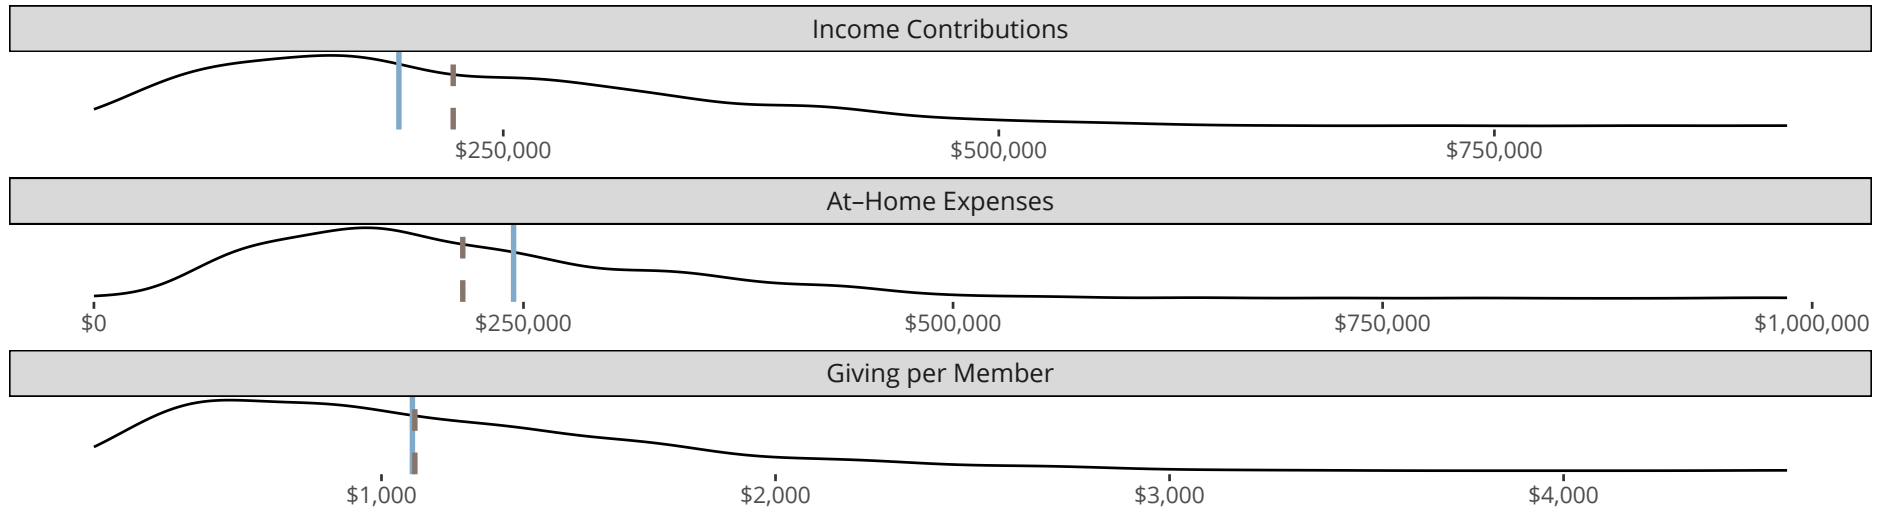 Income Contributions
$250,000 $500,000 $750,000
At–Home Expenses
$0 $250,000 $500,000 $750,000 $1,000,000
Giving per Member
$1,000 $2,000 $3,000 $4,000